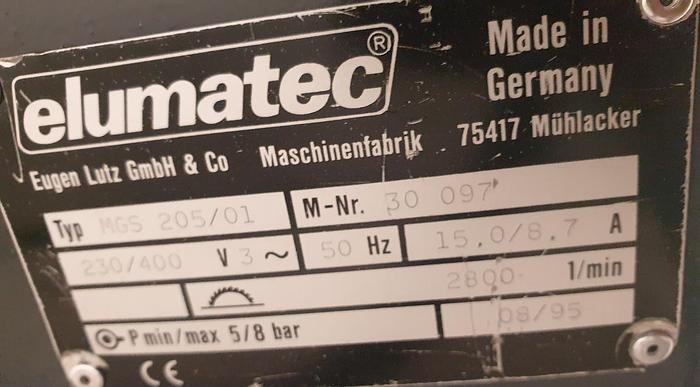 elumatec®
Made in
Germany
Eugen Lutz GmbH & Co Maschinenfabrik 75417 Mühlacker
Typ MGS 205/01 M-Nr. 30 097
230/400 V 3 ~ 50 Hz 15.0/8.7 A
2800 1/min
P min/max 5/8 bar 08/95
CE